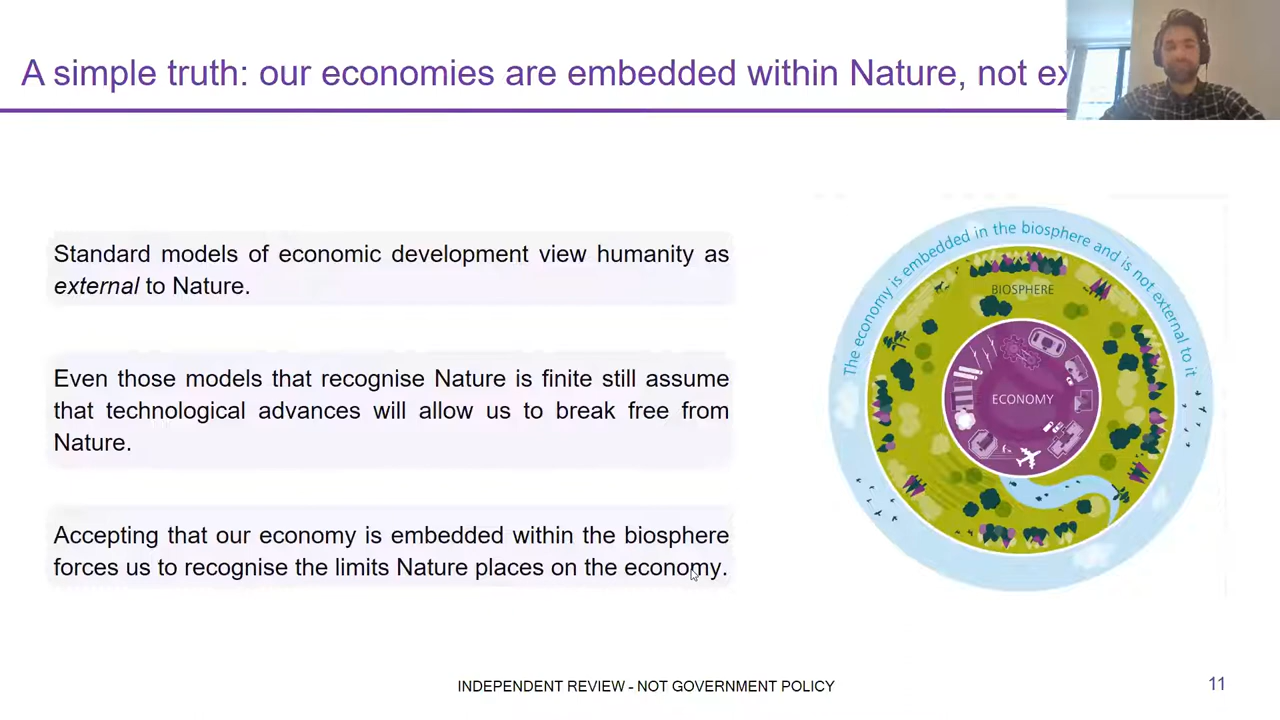 A simple truth: our economies are embedded within Nature, not
Standard models of economic development view humanity as
external to Nature.
Even those models that recognise Nature is finite still assume
that technological advances will allow us to break free from
Nature.
Accepting that our economy is embedded within the biosphere
forces us to recognise the limits Nature places on the economy.
The economy is embedded in the biosphere and is not external to it
BIOSPHERE
ECONOMY
INDEPENDENT REVIEW - NOT GOVERNMENT POLICY
11